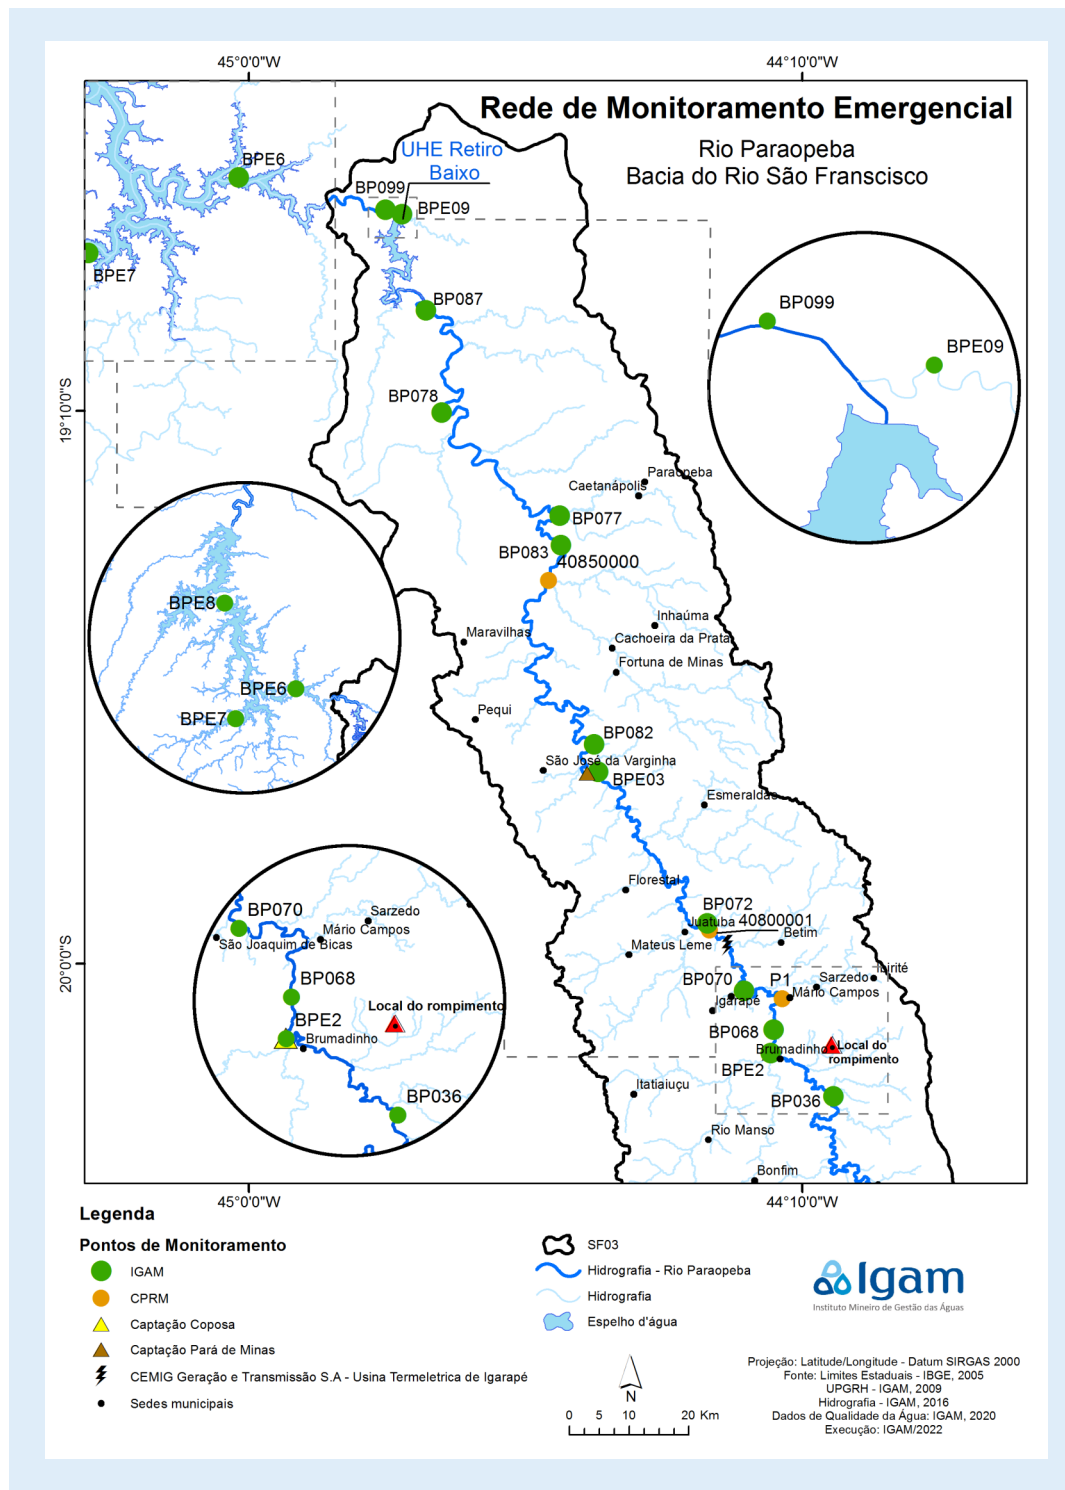 45°0'0"W
44°10'0"W
Rede de Monitoramento Emergencial
Rio Paraopeba
Bacia do Rio São Franscisco
UHE Retiro
Baixo
BPE6
BP099
BPE09
BPE7
BP087
BP099
BPE09
BP078
19°10'0"S
Paraopeba
Caetanápolis
BP077
BP083
40850000
BPE8
BPE6
BPE7
Inhaúma
Maravilhas
Cachoeira da Prata
Fortuna de Minas
Pequi
BP082
São José da Varginha
BPE03
Esmeraldas
Florestal
BP072
Juatuba
40800001
Betim
Mateus Leme
20°0'0"S
BP070
P1
Sarzedo
Ibirité
Mário Campos
Igarapé
BP068
Brumadinho
Local do
rompimento
BPE2
BP036
Itatiaiuçu
Rio Manso
Bonfim
BP070
Sarzedo
Mário Campos
São Joaquim de Bicas
BP068
Local do rompimento
BPE2
Brumadinho
BP036
45°0'0"W
44°10'0"W
Legenda
Pontos de Monitoramento
IGAM
CPRM
Captação Coposa
Captação Pará de Minas
CEMIG Geração e Transmissão S.A - Usina Termeletrica de Igarapé
Sedes municipais
SF03
Hidrografia - Rio Paraopeba
Hidrografia
Espelho d'água
N
0 5 10 20 Km
Igam
Instituto Mineiro de Gestão das Águas
Projeção: Latitude/Longitude - Datum SIRGAS 2000
Fonte: Limites Estaduais - IBGE, 2005
UPGRH - IGAM, 2009
Hidrografia - IGAM, 2016
Dados de Qualidade da Água: IGAM, 2020
Execução: IGAM/2022